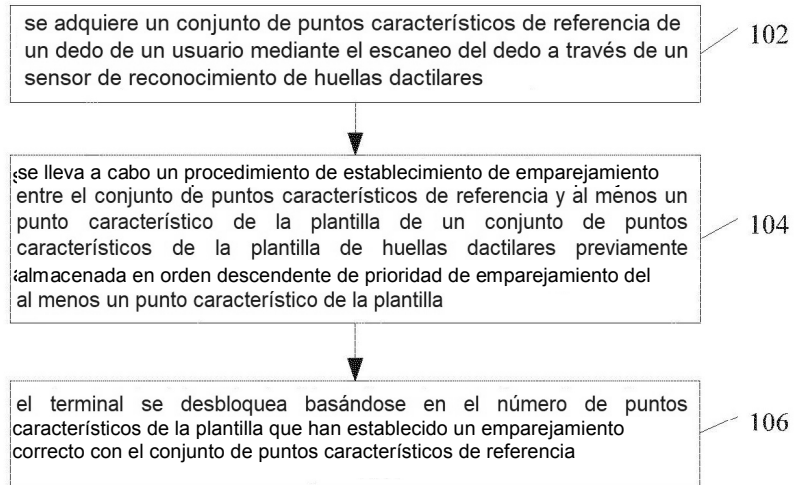 se adquiere un conjunto de puntos característicos de referencia de
un dedo de un usuario mediante el escaneo del dedo a través de un
sensor de reconocimiento de huellas dactilares
102
se lleva a cabo un procedimiento de establecimiento de emparejamiento
entre el conjunto de puntos característicos de referencia y al menos un
punto característico de la plantilla de un conjunto de puntos
características de la plantilla de huellas dactilares previamente
almacenada en orden descendente de prioridad de emparejamiento del
al menos un punto característico de la plantilla
104
el terminal se desbloquea basándose en el número de puntos
característicos de la plantilla que han establecido un emparejamiento
correcto con el conjunto de puntos característicos de referencia
106